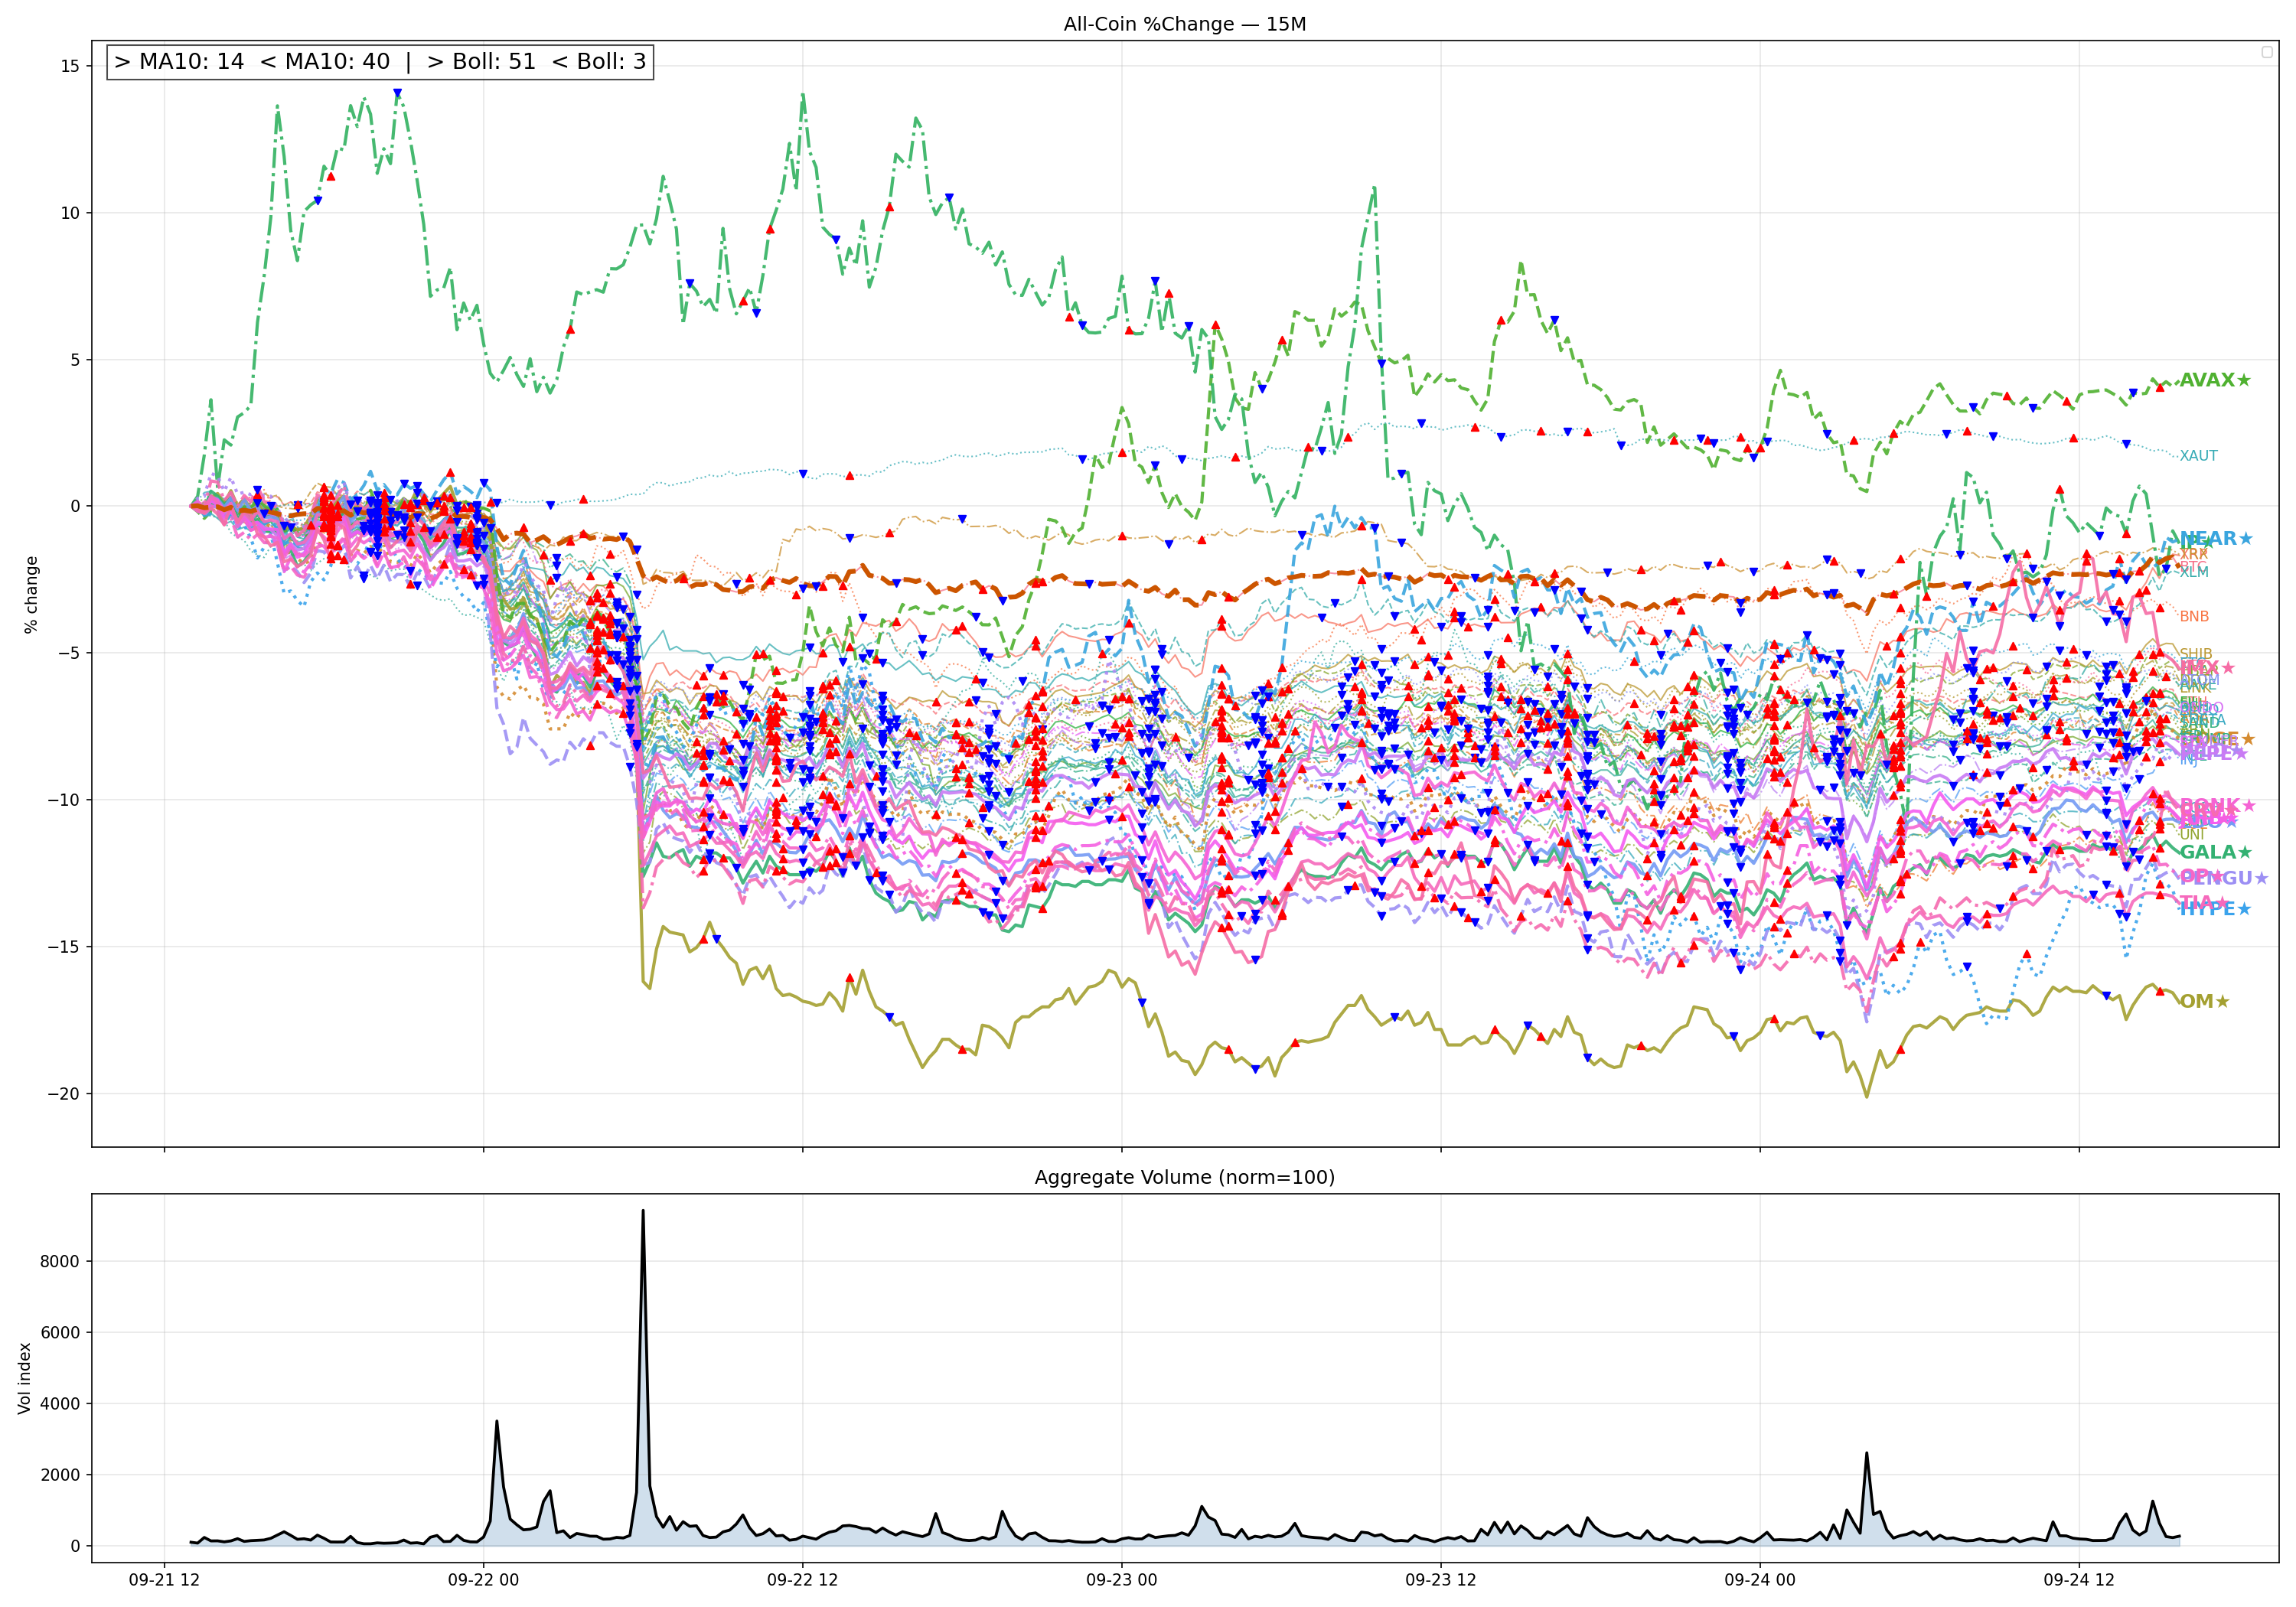 All-Coin %Change — 15M
> MA10: 14  < MA10: 40  |  > Boll: 51  < Boll: 3
% change
15
10
5
0
−5
−10
−15
−20
AVAX★
XAUT
NEAR★
XRP
BTC
XLM
BNB
SHIB
BONK★
UNI
GALA★
OP★
PENGU★
TIA★
HYPE★
OM★
Aggregate Volume (norm=100)
Vol index
8000
6000
4000
2000
0
09-21 12
09-22 00
09-22 12
09-23 00
09-23 12
09-24 00
09-24 12